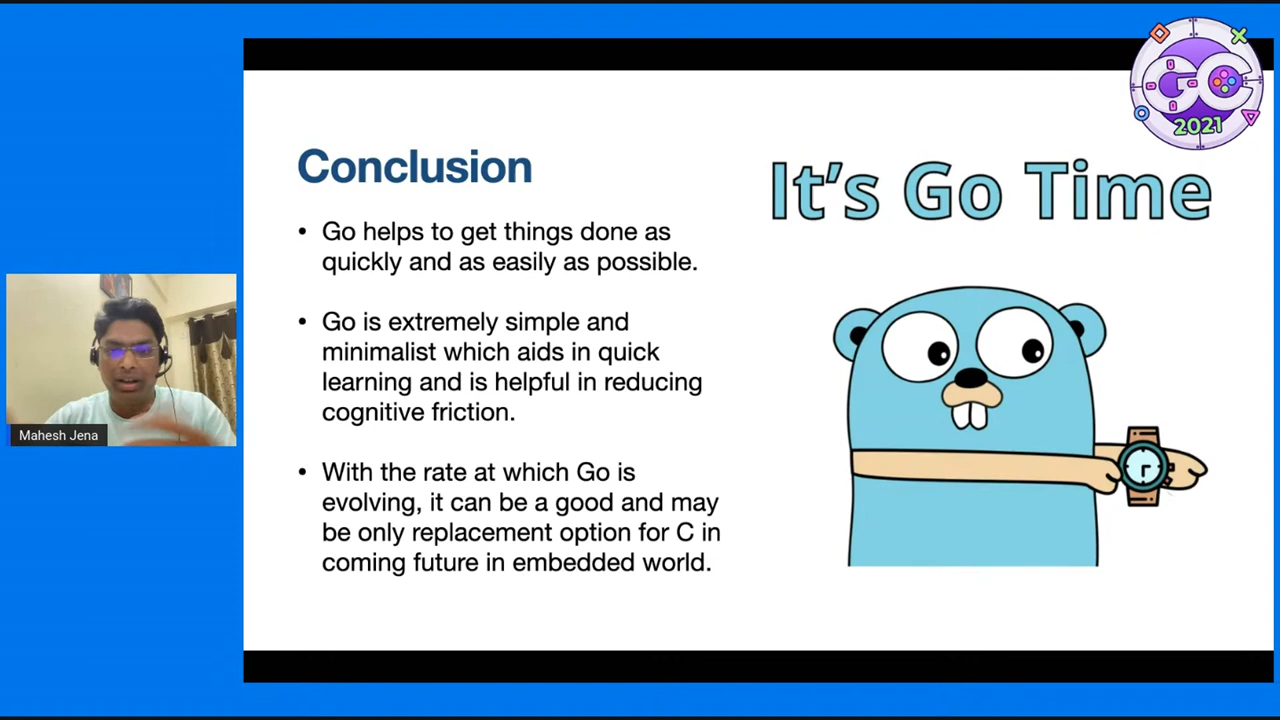 GC
2021
Conclusion
It's Go Time
• Go helps to get things done as
quickly and as easily as possible.
• Go is extremely simple and
minimalist which aids in quick
learning and is helpful in reducing
cognitive friction.
• With the rate at which Go is
evolving, it can be a good and may
be only replacement option for C in
coming future in embedded world.
Mahesh Jena